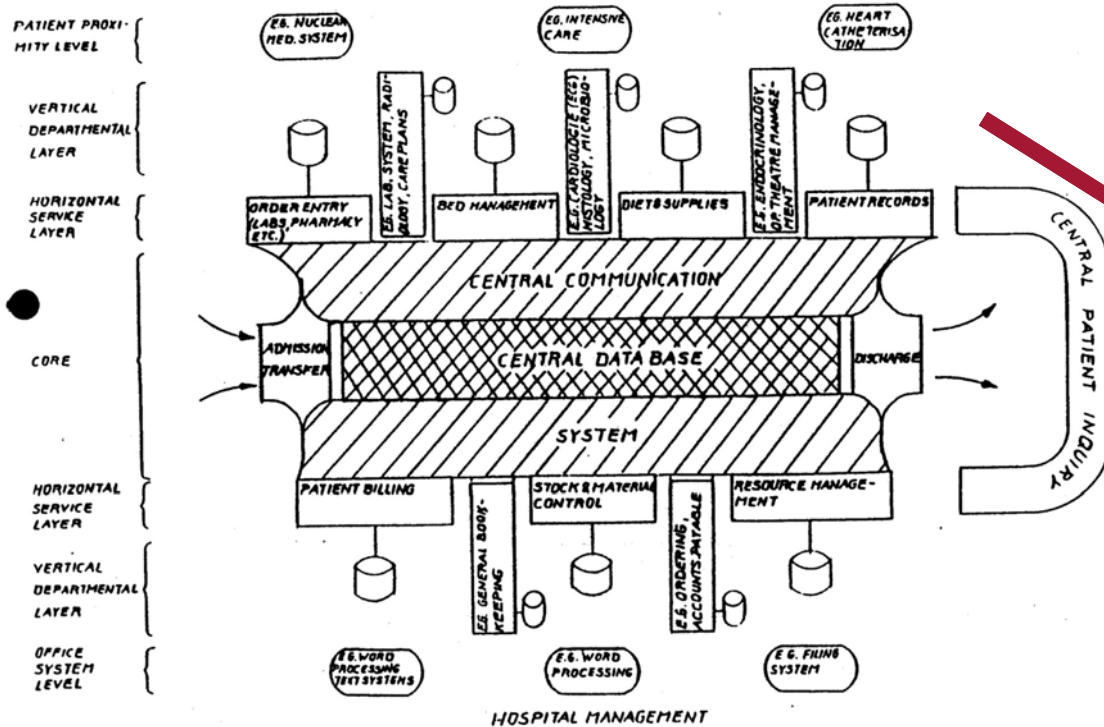 PATIENT PROXI-
MITY LEVEL
E.G. NUCLEAR
MED. SYSTEM
EG. INTENSIVE
CARE
E.G. HEART
CATHETERISA
TION
VERTICAL
DEPARTMENTAL
LAYER
EG. LAB. SYSTEM, RADI-
OLOGY, CARE PLANS
E.G. CARDIOLOGIE (ECG)
HISTOLOGY, MICROBIO-
LOGY
E.G. ENDOCRINOLOGY,
OP. THEATRE MANAGE-
MENT
HORIZONTAL
SERVICE
LAYER
ORDER ENTRY
(LABS, PHARMACY
ETC.)
BED MANAGEMENT
DIET & SUPPLIES
PATIENT RECORDS
CORE
CENTRAL COMMUNICATION
ADMISSION
TRANSFER
CENTRAL DATA BASE
DISCHARGE
SYSTEM
CENTRAL PATIENT INQUIRY
HORIZONTAL
SERVICE
LAYER
PATIENT BILLING
STOCK & MATERIAL
CONTROL
RESOURCE MANAGE-
MENT
VERTICAL
DEPARTMENTAL
LAYER
E.G. GENERAL BOOK-
KEEPING
E.G. ORDERING,
ACCOUNTS PAYABLE
OFFICE
SYSTEM
LEVEL
E.G. WORD
PROCESSING
TEXT SYSTEMS
E.G. WORD
PROCESSING
E.G. FILING
SYSTEM
HOSPITAL MANAGEMENT